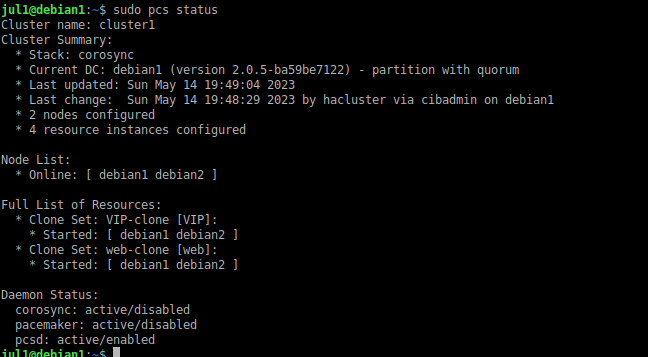 jul1@debian1:~$ sudo pcs status
Cluster name: cluster1
Cluster Summary:
  * Stack: corosync
  * Current DC: debian1 (version 2.0.5-ba59be7122) - partition with quorum
  * Last updated: Sun May 14 19:49:04 2023
  * Last change:  Sun May 14 19:48:29 2023 by hacluster via cibadmin on debian1
  * 2 nodes configured
  * 4 resource instances configured

Node List:
  * Online: [ debian1 debian2 ]

Full List of Resources:
  * Clone Set: VIP-clone [VIP]:
    * Started: [ debian1 debian2 ]
  * Clone Set: web-clone [web]:
    * Started: [ debian1 debian2 ]

Daemon Status:
  corosync: active/disabled
  pacemaker: active/disabled
  pcsd: active/enabled
jul1@debian1:~$